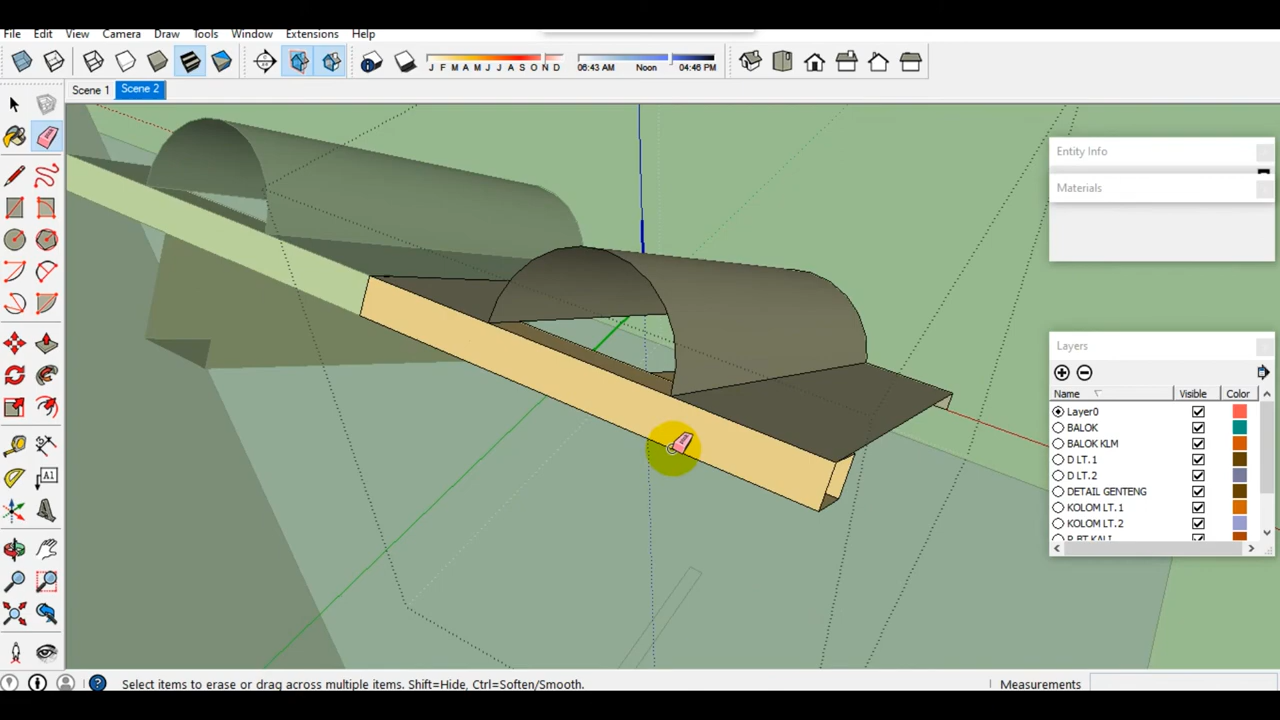 File Edit View Camera Draw Tools Window Extensions Help
J F M A M J J A S O N D 06:43 AM Noon 04:46 PM
Scene 1 Scene 2
Entity Info
Materials
Layers
Name Visible Color
Layer0
BALOK
BALOK KLM
D LT.1
D LT.2
DETAIL GENTENG
KOLOM LT.1
KOLOM LT.2
Select items to erase or drag across multiple items. Shift=Hide, Ctrl=Soften/Smooth. Measurements